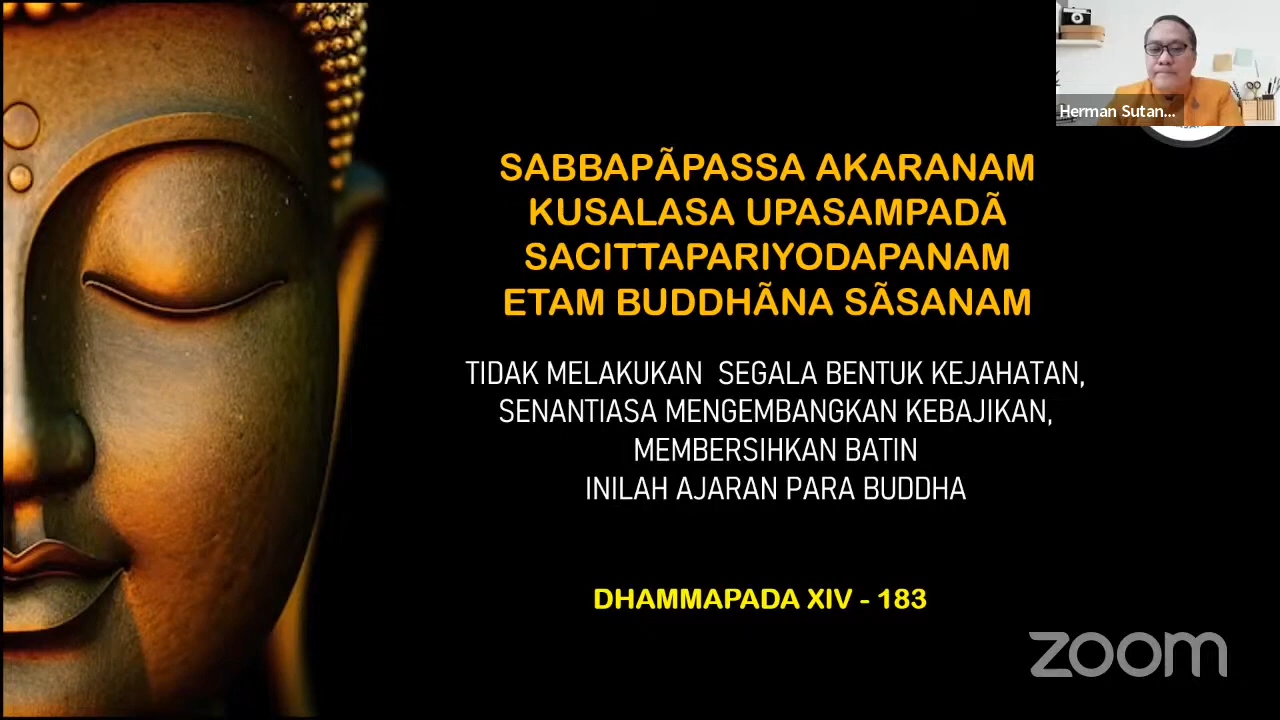 Herman Sutan...
SABBAPÃPASSA AKARANAM
KUSALASA UPASAMPADÃ
SACITTAPARIYODAPANAM
ETAM BUDDHÃNA SÃSANAM
TIDAK MELAKUKAN SEGALA BENTUK KEJAHATAN,
SENANTIASA MENGEMBANGKAN KEBAJIKAN,
MEMBERSIHKAN BATIN
INILAH AJARAN PARA BUDDHA
DHAMMAPADA XIV - 183
zoom